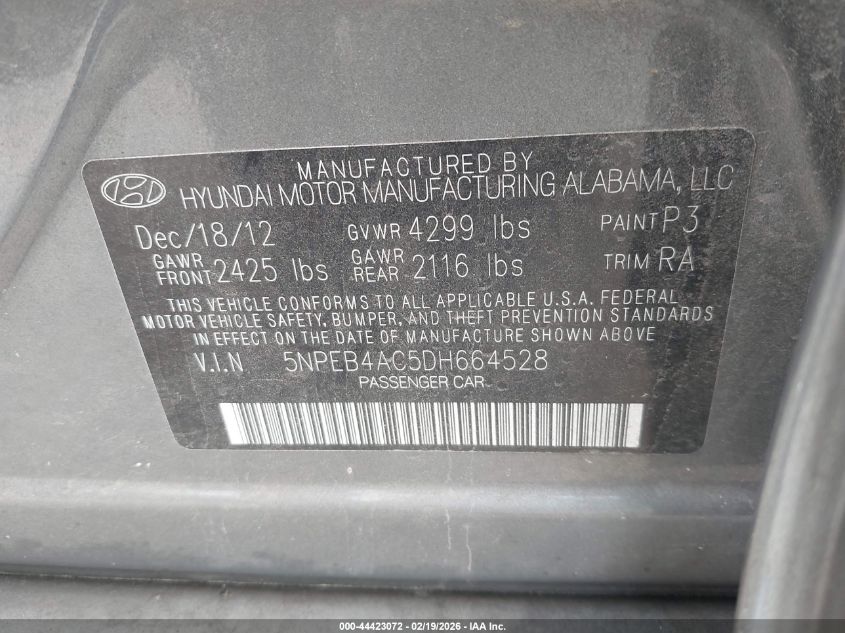 MANUFACTURED BY
HYUNDAI MOTOR MANUFACTURING ALABAMA, LLC
Dec/18/12 GVWR 4299 lbs PAINT P3
GAWR FRONT 2425 lbs GAWR REAR 2116 lbs TRIM RA
THIS VEHICLE CONFORMS TO ALL APPLICABLE U.S.A. FEDERAL
MOTOR VEHICLE SAFETY, BUMPER, AND THEFT PREVENTION STANDARDS
IN EFFECT ON THE DATE OF MANUFACTURE SHOWN ABOVE
V.I.N 5NPEB4AC5DH664528
PASSENGER CAR
000-44423072 - 02/19/2026 - IAA Inc.